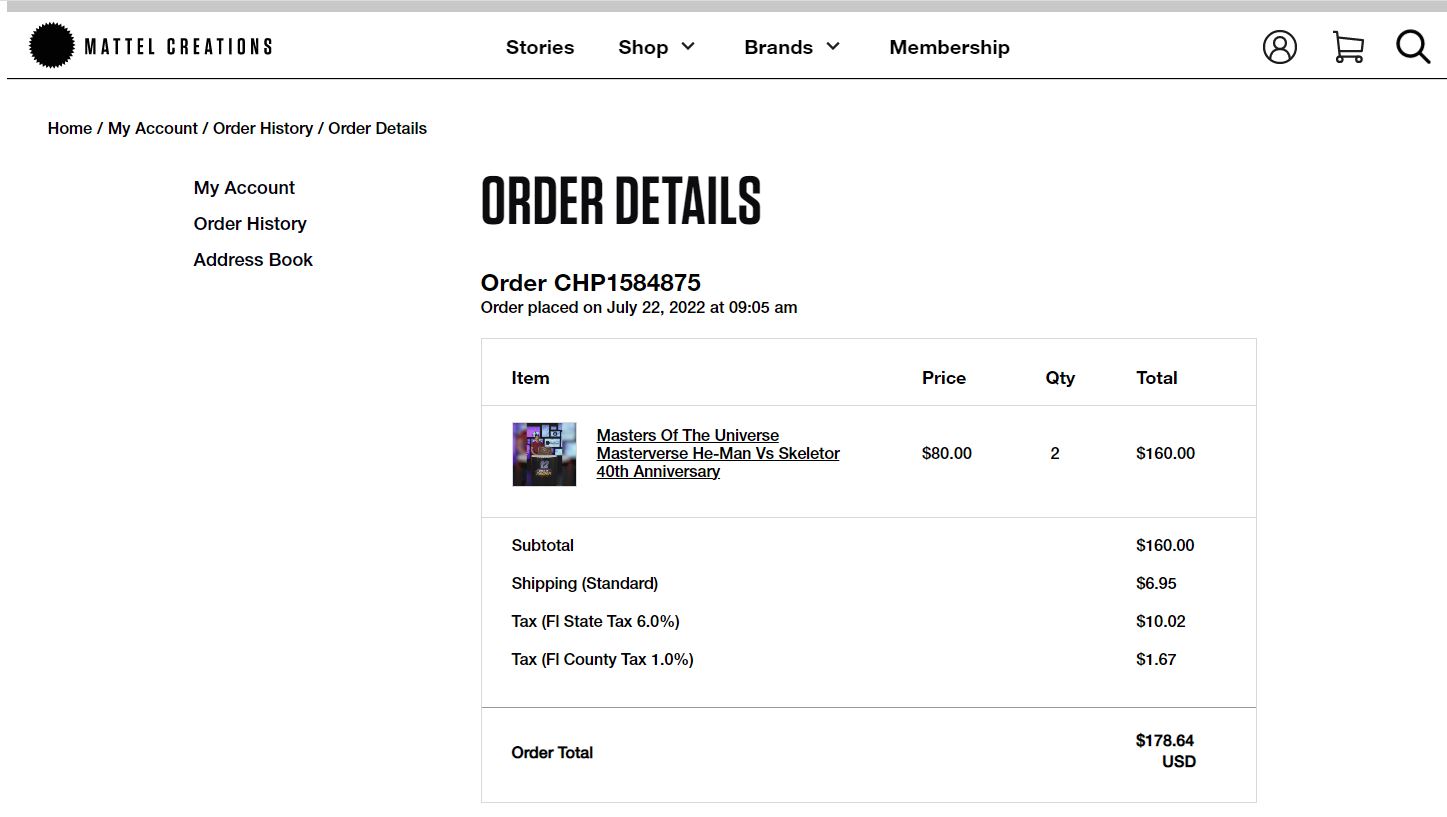 MATTEL CREATIONS
Stories Shop Brands Membership
Home / My Account / Order History / Order Details
My Account
Order History
Address Book
ORDER DETAILS
Order CHP1584875
Order placed on July 22, 2022 at 09:05 am
Item Price Qty Total
Masters Of The Universe
Masterverse He-Man Vs Skeletor
40th Anniversary
$80.00 2 $160.00
Subtotal $160.00
Shipping (Standard) $6.95
Tax (Fl State Tax 6.0%) $10.02
Tax (Fl County Tax 1.0%) $1.67
Order Total $178.64
USD